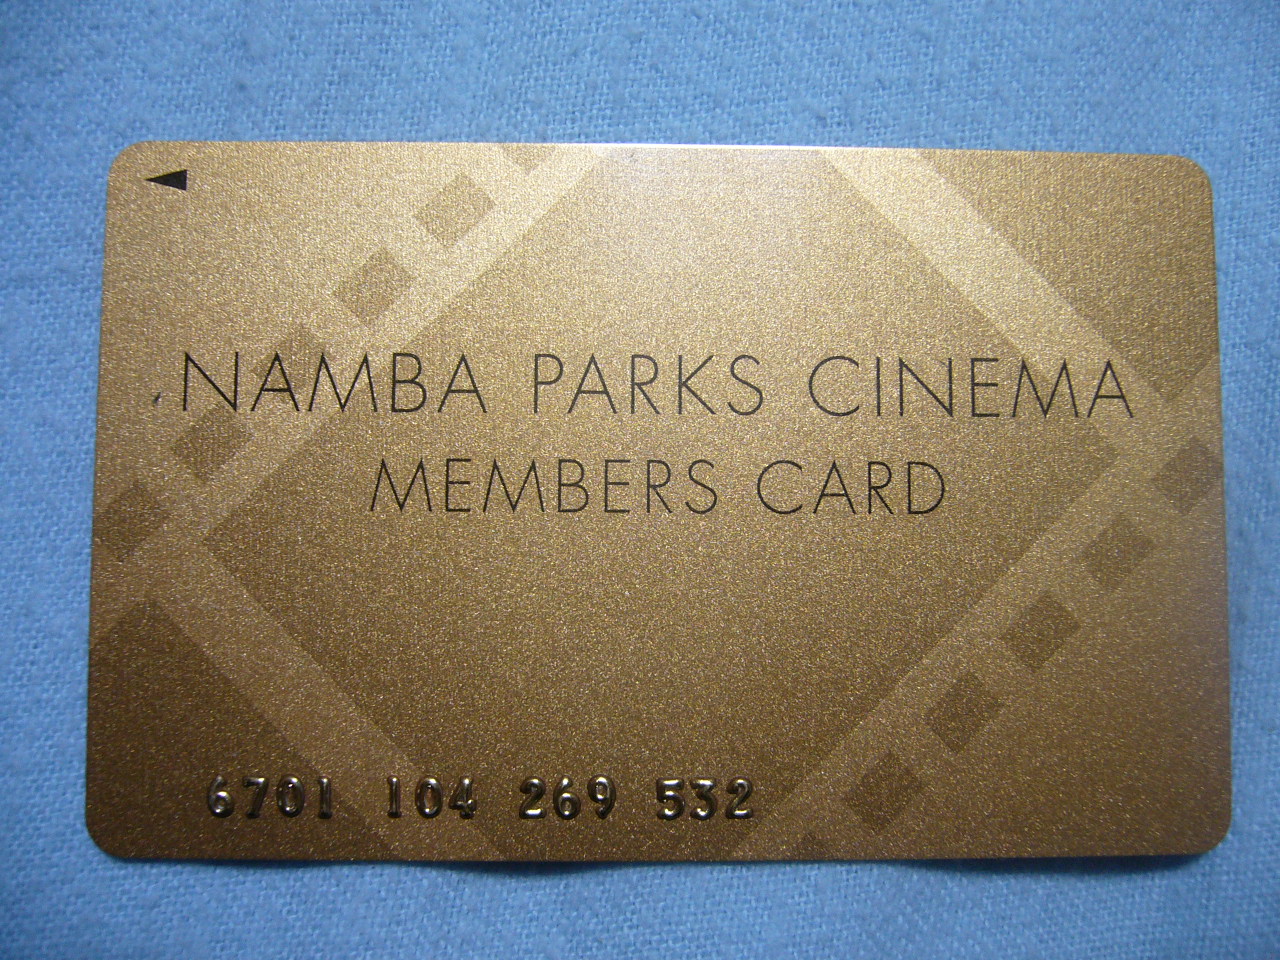 NAMBA PARKS CINEMA
MEMBERS CARD
6701 104 269 532